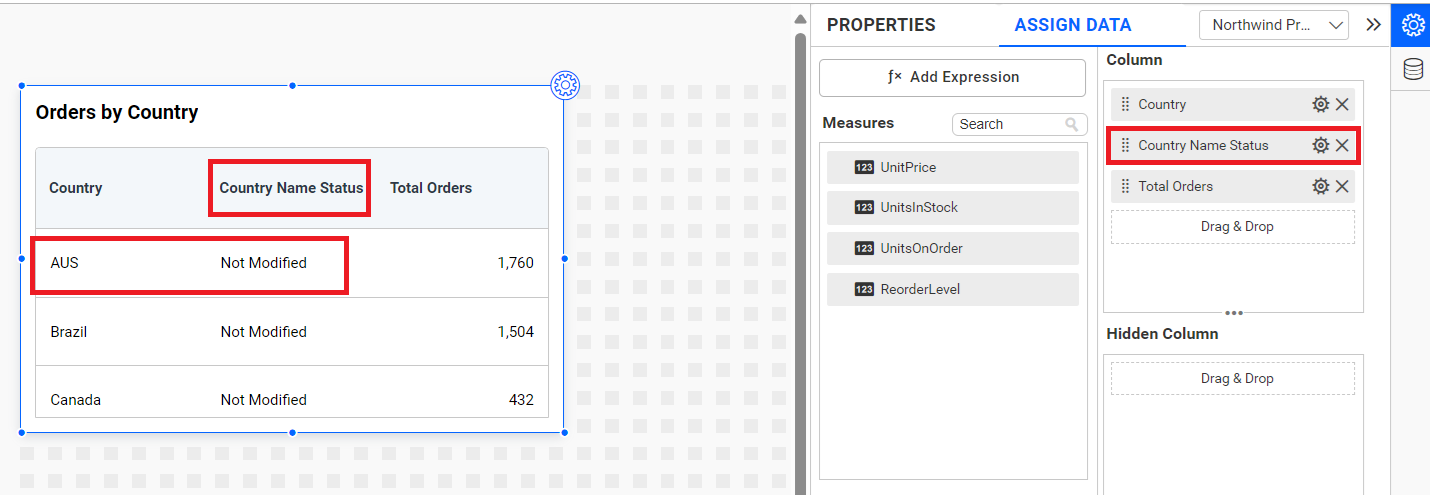 PROPERTIES
ASSIGN DATA
Northwind Pr...
Orders by Country
Country Country Name Status Total Orders
AUS Not Modified 1,760
Brazil Not Modified 1,504
Canada Not Modified 432
ƒ× Add Expression
Measures
Search
123 UnitPrice
123 UnitsInStock
123 UnitsOnOrder
123 ReorderLevel
Column
Country
Country Name Status
Total Orders
Drag & Drop
Hidden Column
Drag & Drop